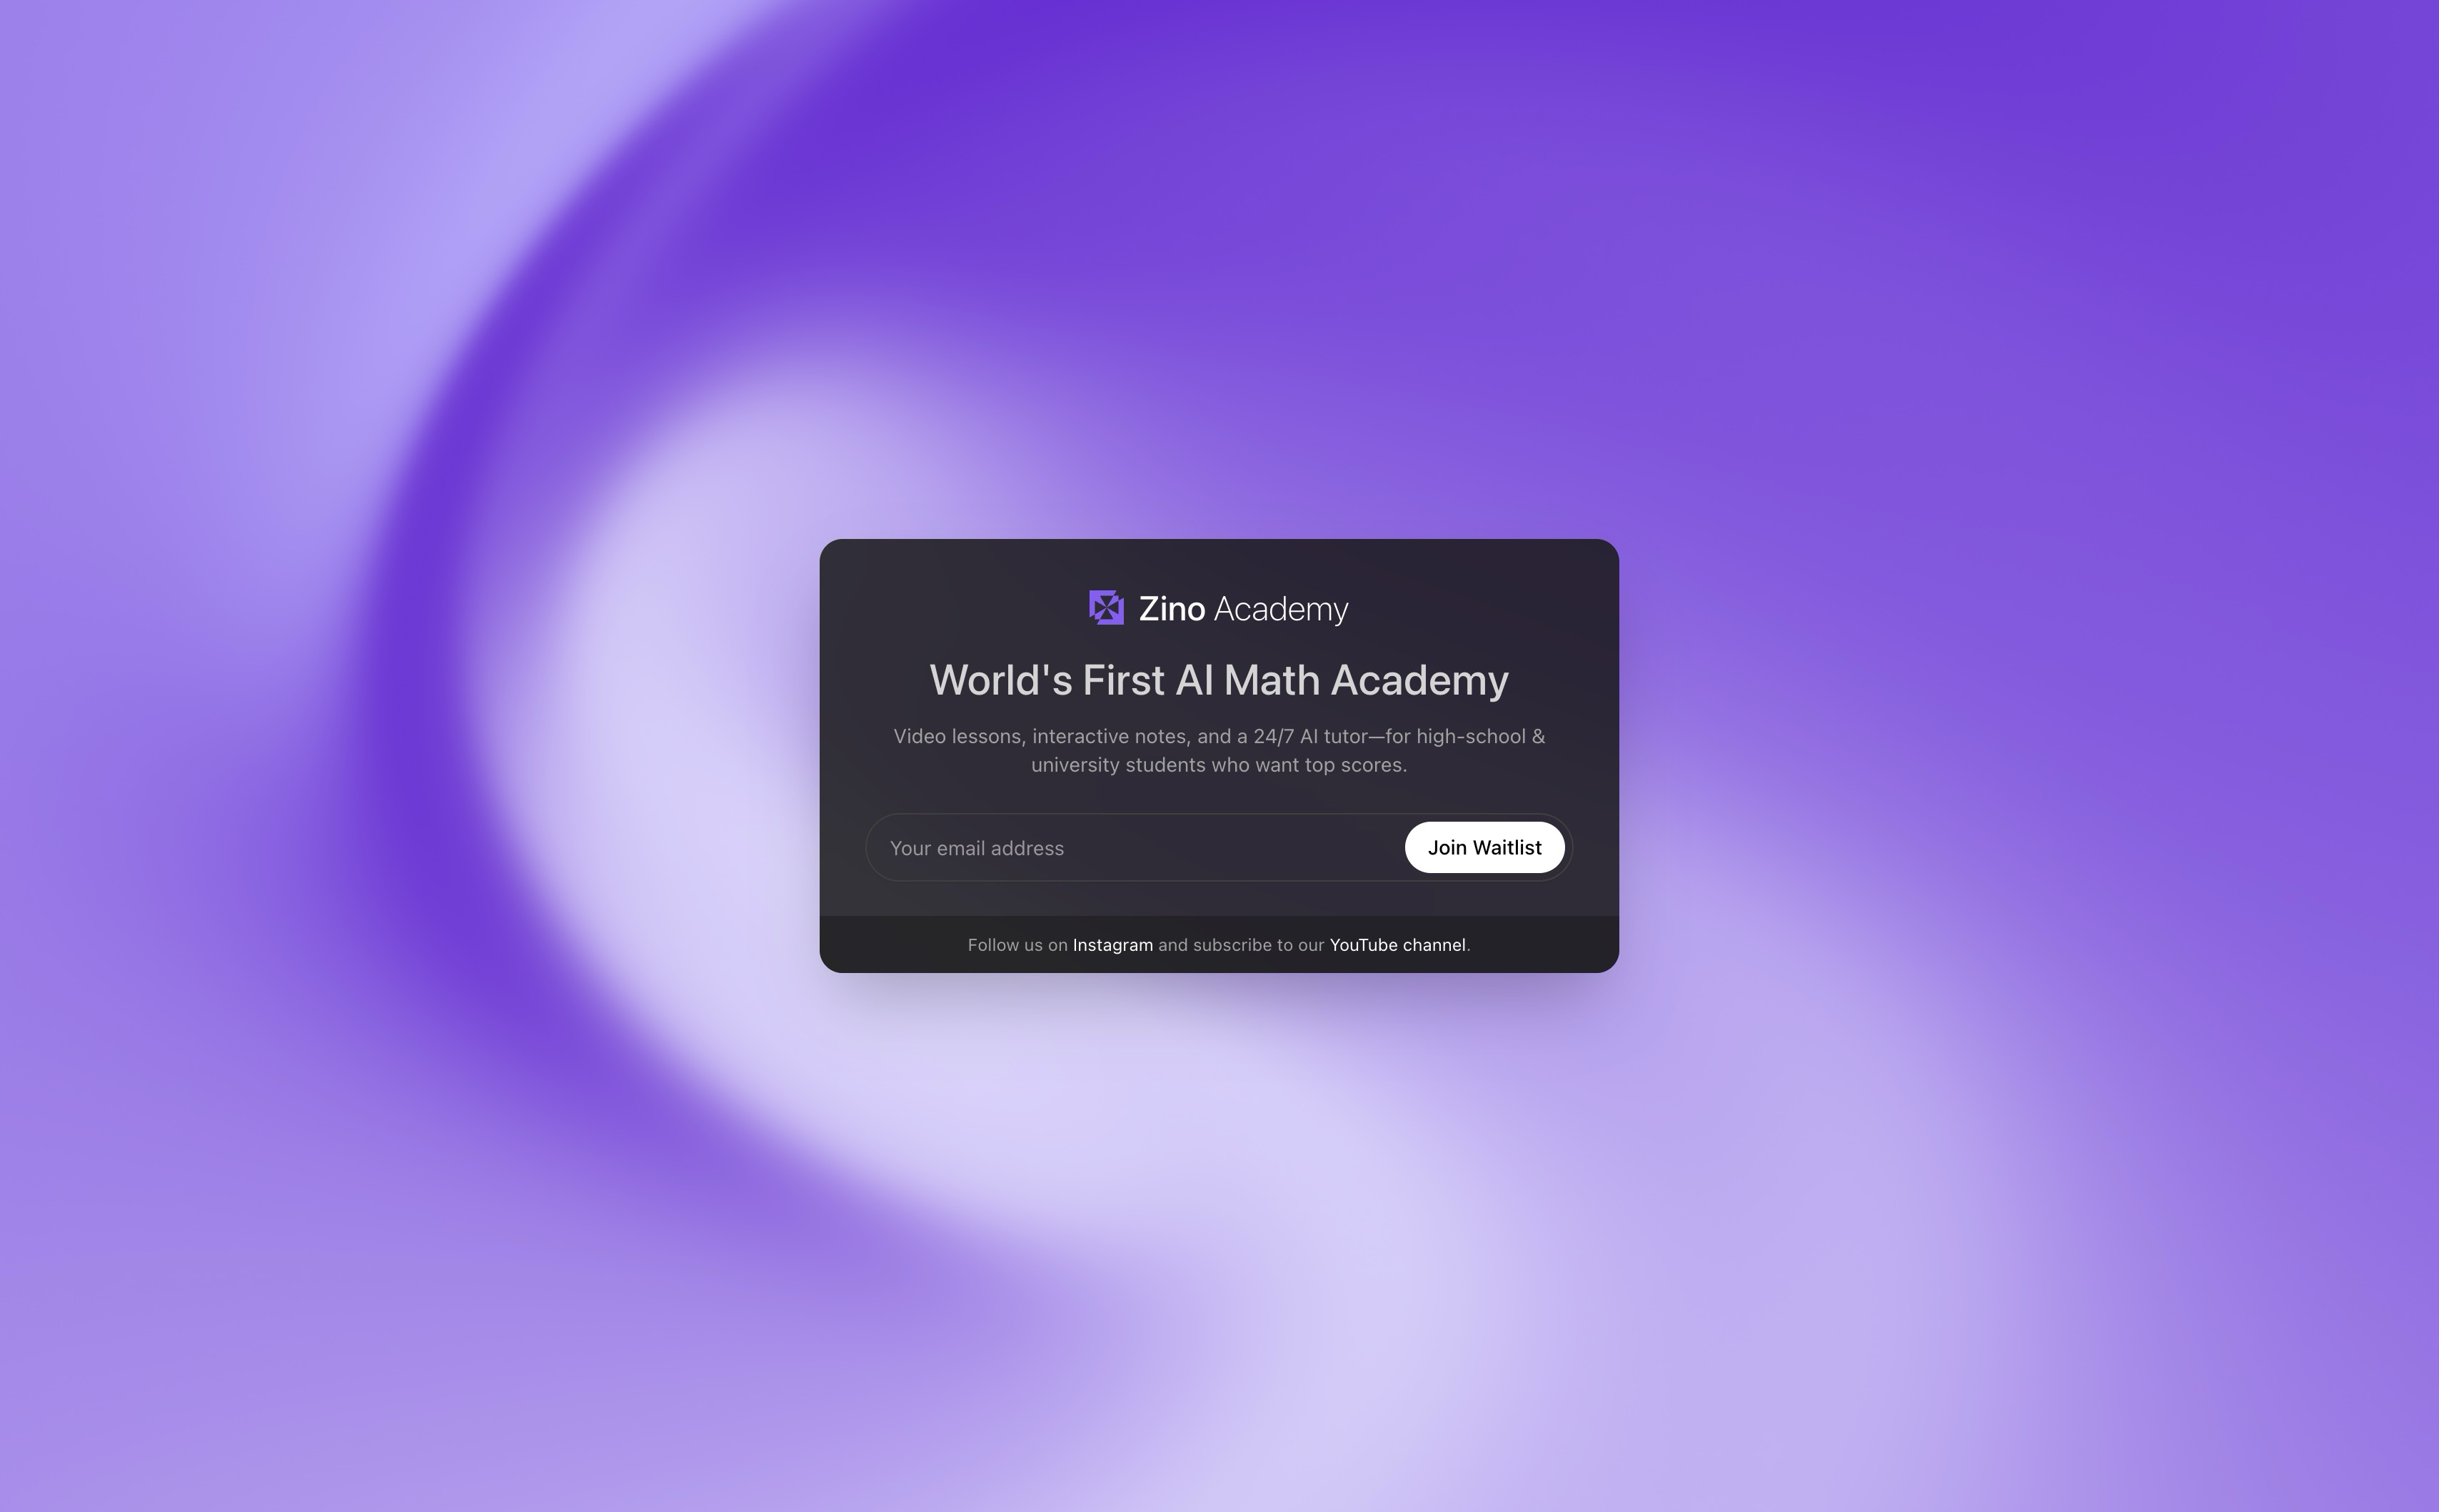 Zino Academy
World's First AI Math Academy
Video lessons, interactive notes, and a 24/7 AI tutor—for high-school &
university students who want top scores.
Your email address
Join Waitlist
Follow us on Instagram and subscribe to our YouTube channel.